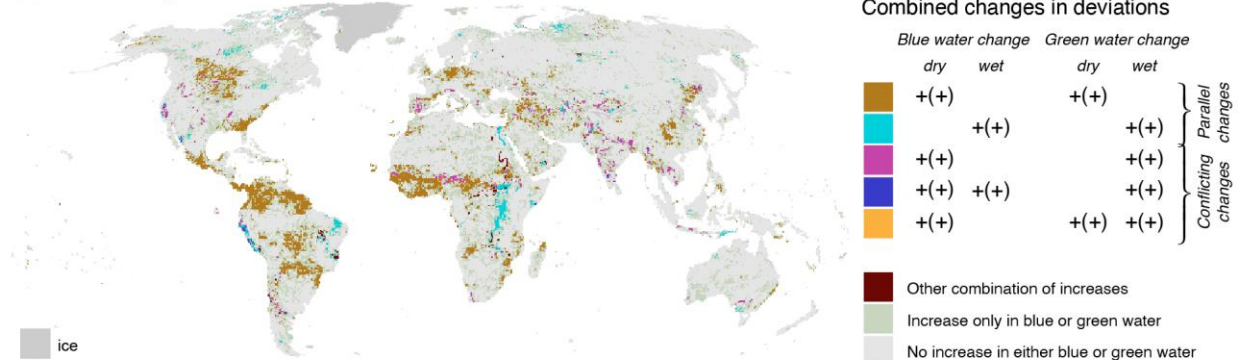 Combined changes in deviations
Blue water change Green water change
dry wet dry wet
+(+) +(+)
+(+) +(+)
+(+) +(+)
+(+) +(+) +(+)
+(+) +(+) +(+)
Parallel
changes
Conflicting
changes
Other combination of increases
Increase only in blue or green water
No increase in either blue or green water
ice